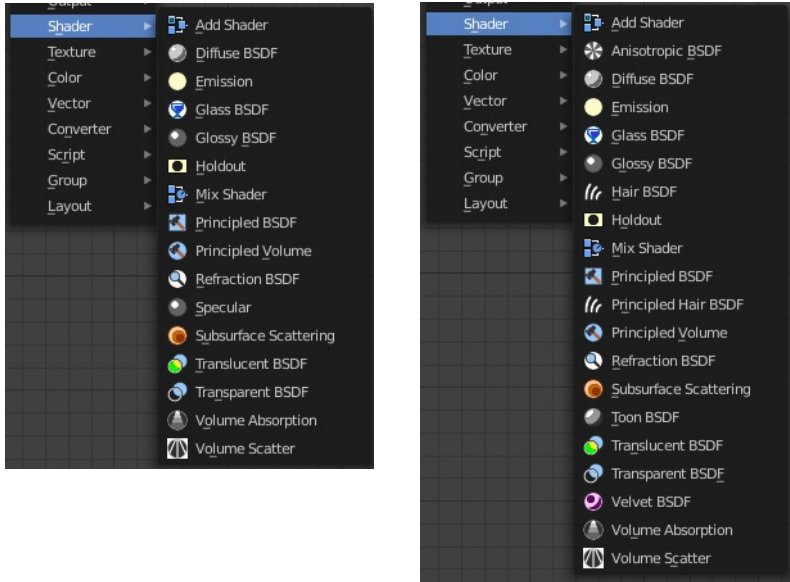 Output
Shader
Texture
Color
Vector
Converter
Script
Group
Layout
Add Shader
Diffuse BSDF
Emission
Glass BSDF
Glossy BSDF
Holdout
Mix Shader
Principled BSDF
Principled Volume
Refraction BSDF
Specular
Subsurface Scattering
Translucent BSDF
Transparent BSDF
Volume Absorption
Volume Scatter
Shader
Texture
Color
Vector
Converter
Script
Group
Layout
Add Shader
Anisotropic BSDF
Diffuse BSDF
Emission
Glass BSDF
Glossy BSDF
Hair BSDF
Holdout
Mix Shader
Principled BSDF
Principled Hair BSDF
Principled Volume
Refraction BSDF
Subsurface Scattering
Toon BSDF
Translucent BSDF
Transparent BSDF
Velvet BSDF
Volume Absorption
Volume Scatter